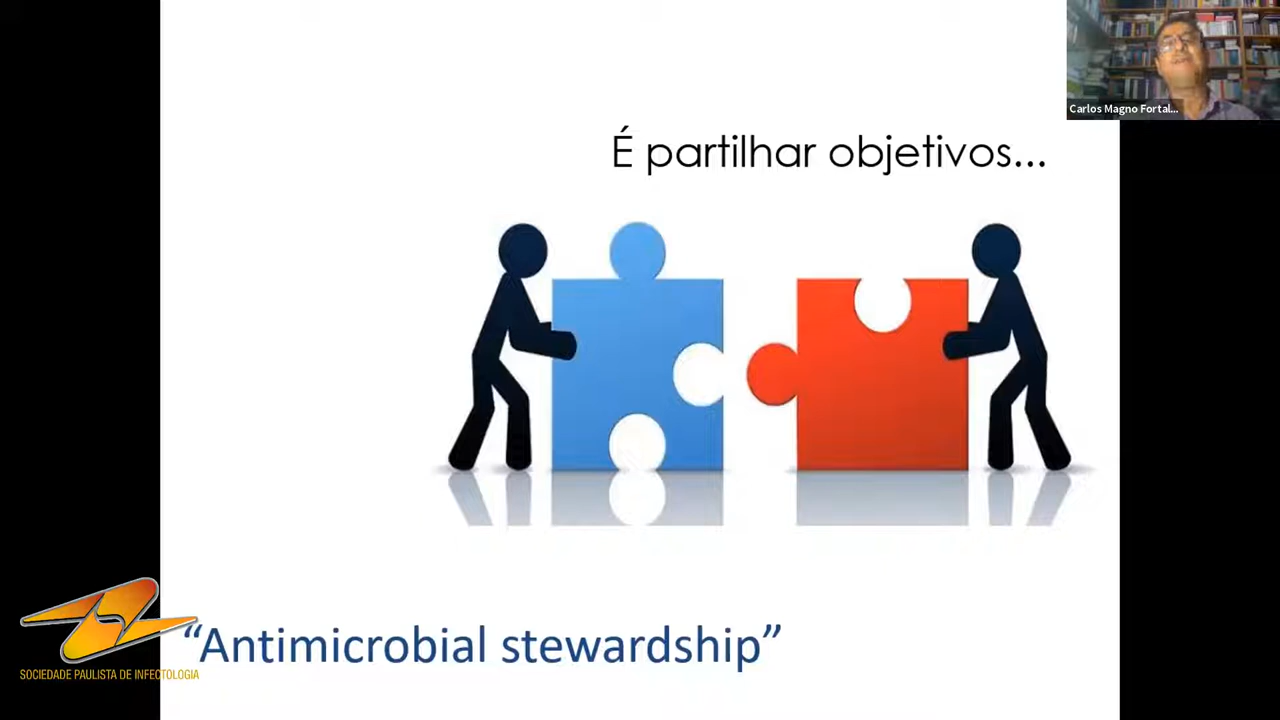 Carlos Magno Fortal...
É partilhar objetivos...
“Antimicrobial stewardship”
SOCIEDADE PAULISTA DE INFECTOLOGIA